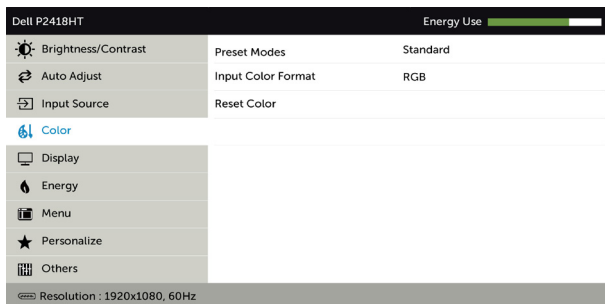 Dell P2418HT Energy Use
Brightness/Contrast Preset Modes Standard
Auto Adjust Input Color Format RGB
Input Source Reset Color
Color
Display
Energy
Menu
Personalize
Others
Resolution : 1920x1080, 60Hz